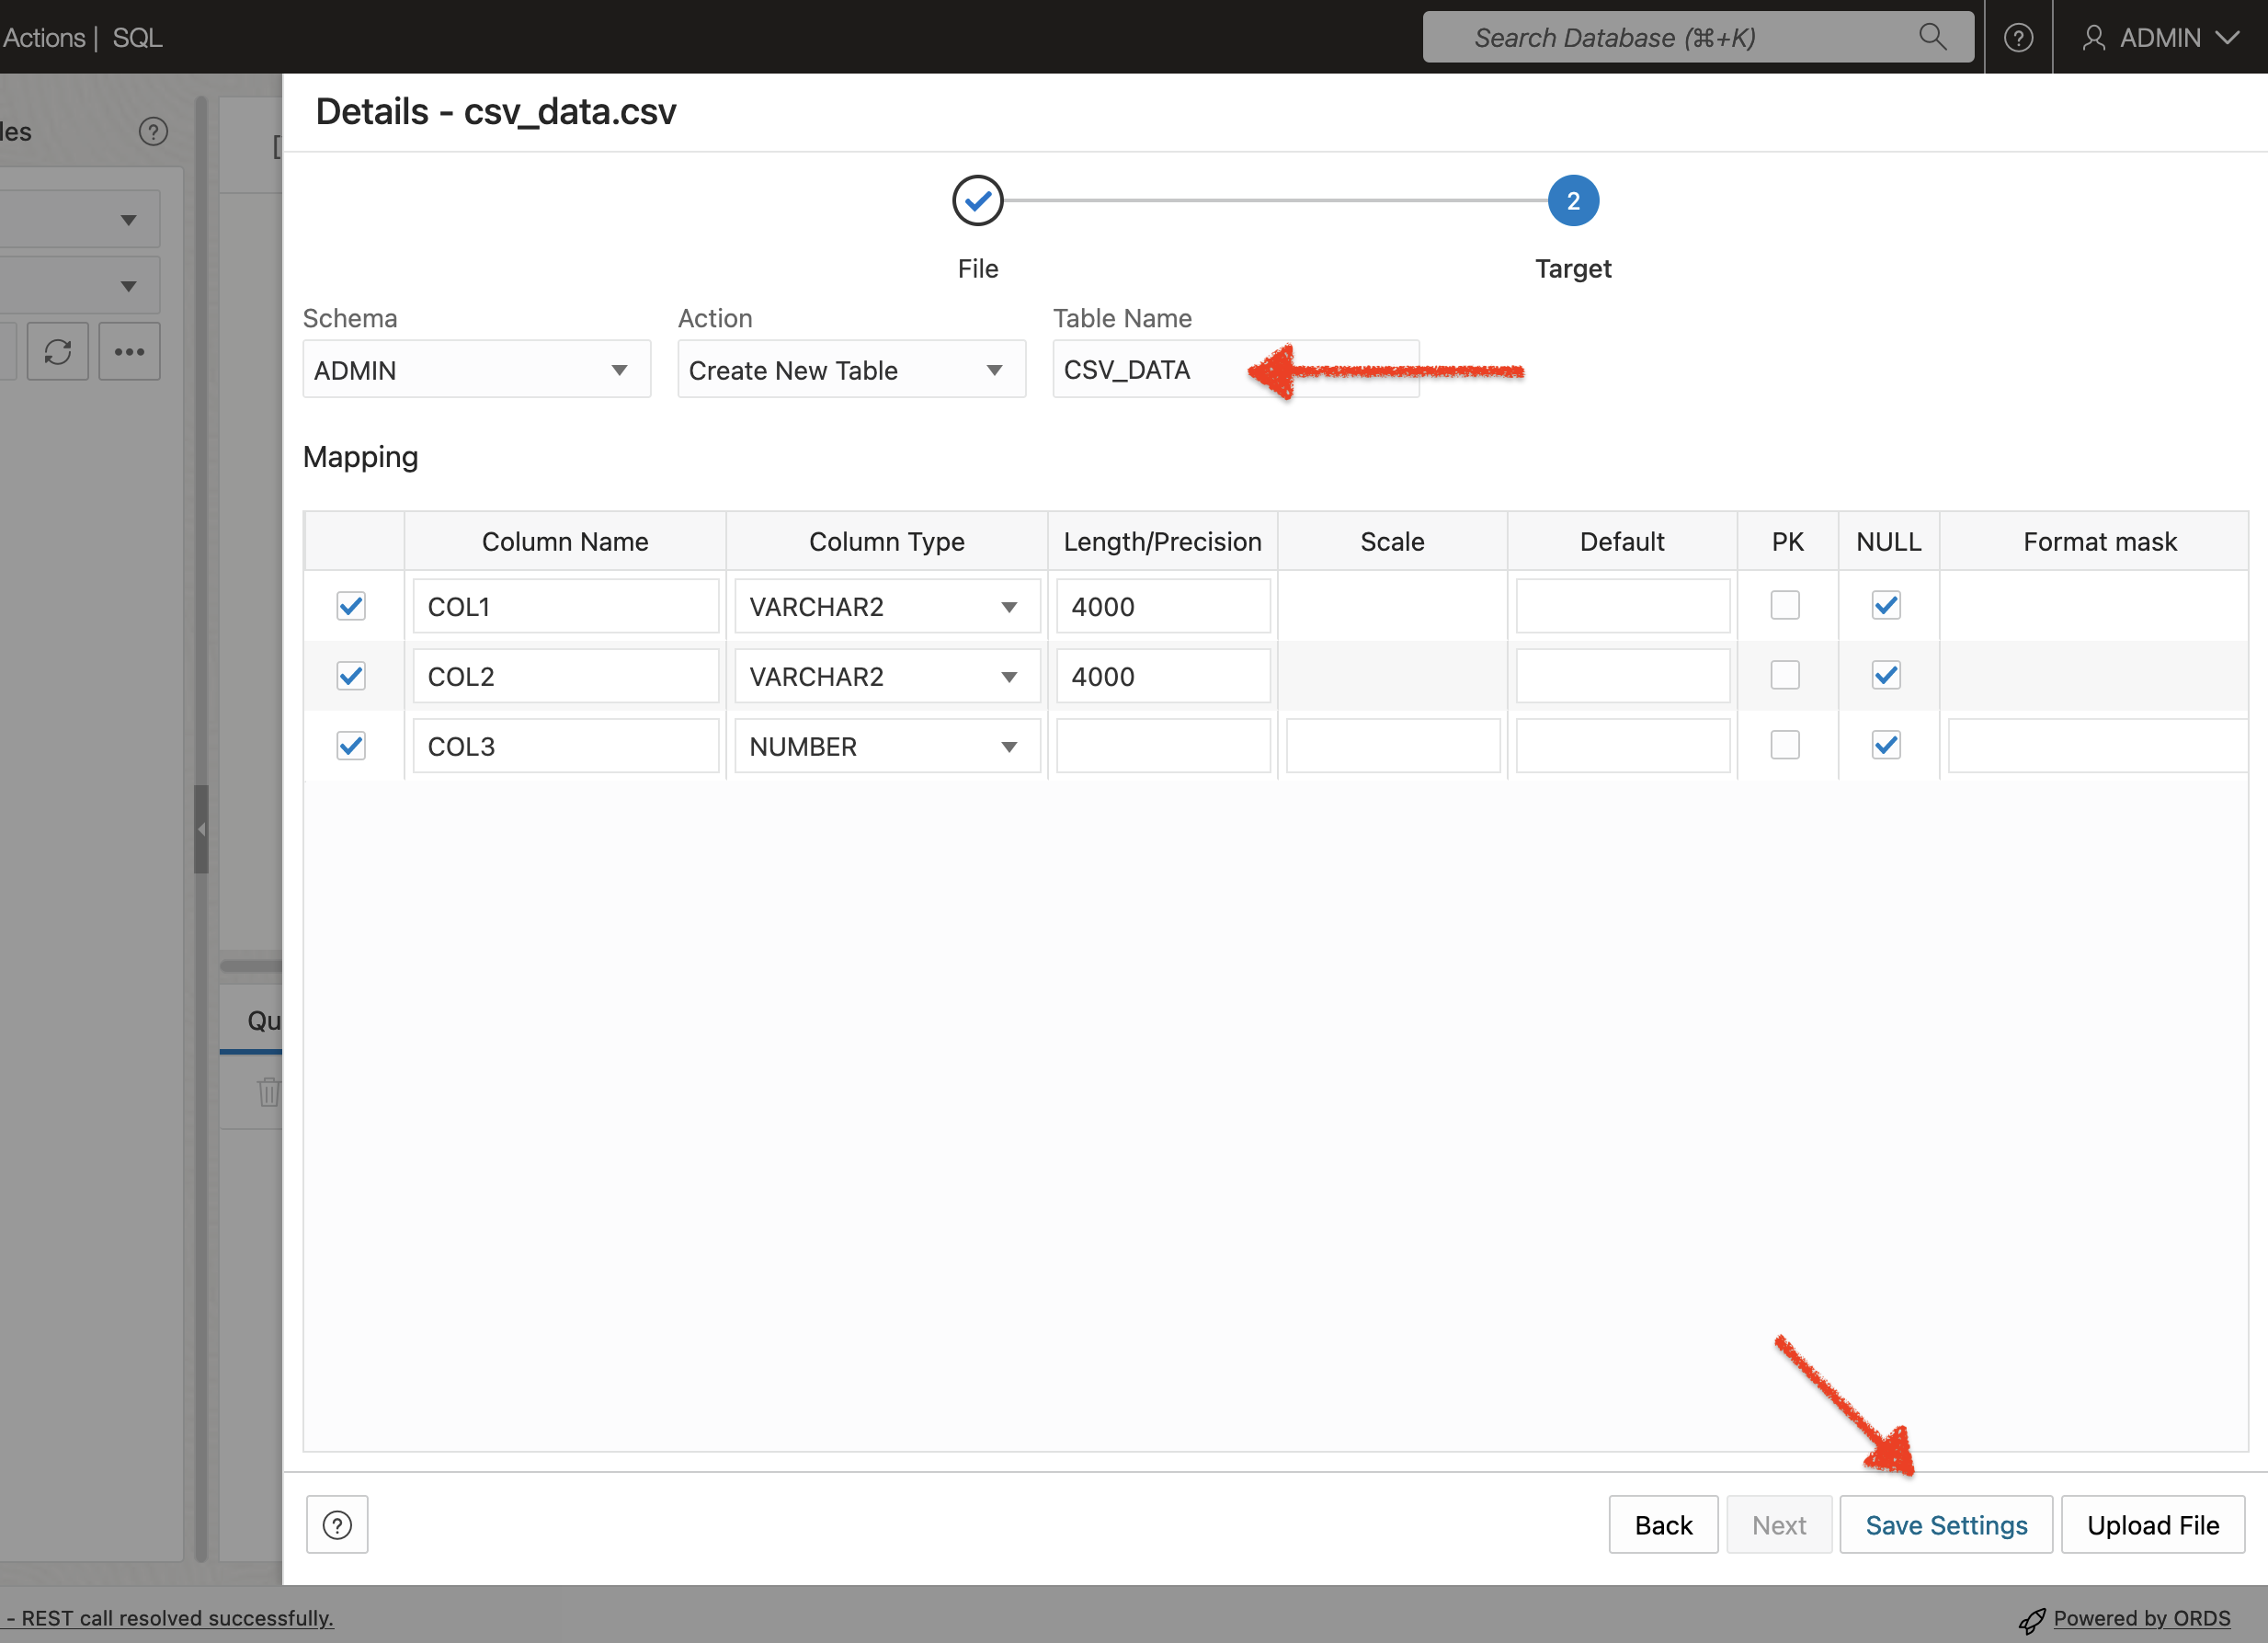 Actions | SQL
Search Database (⌘+K)
?
ADMIN
les
?
Details - csv_data.csv
[
2
File
Target
Schema
Action
Table Name
ADMIN
Create New Table
CSV_DATA
Mapping
Column Name Column Type Length/Precision Scale Default PK NULL Format mask
COL1 VARCHAR2 4000
COL2 VARCHAR2 4000
COL3 NUMBER
Qu
?
Back
Next
Save Settings
Upload File
- REST call resolved successfully.
Powered by ORDS